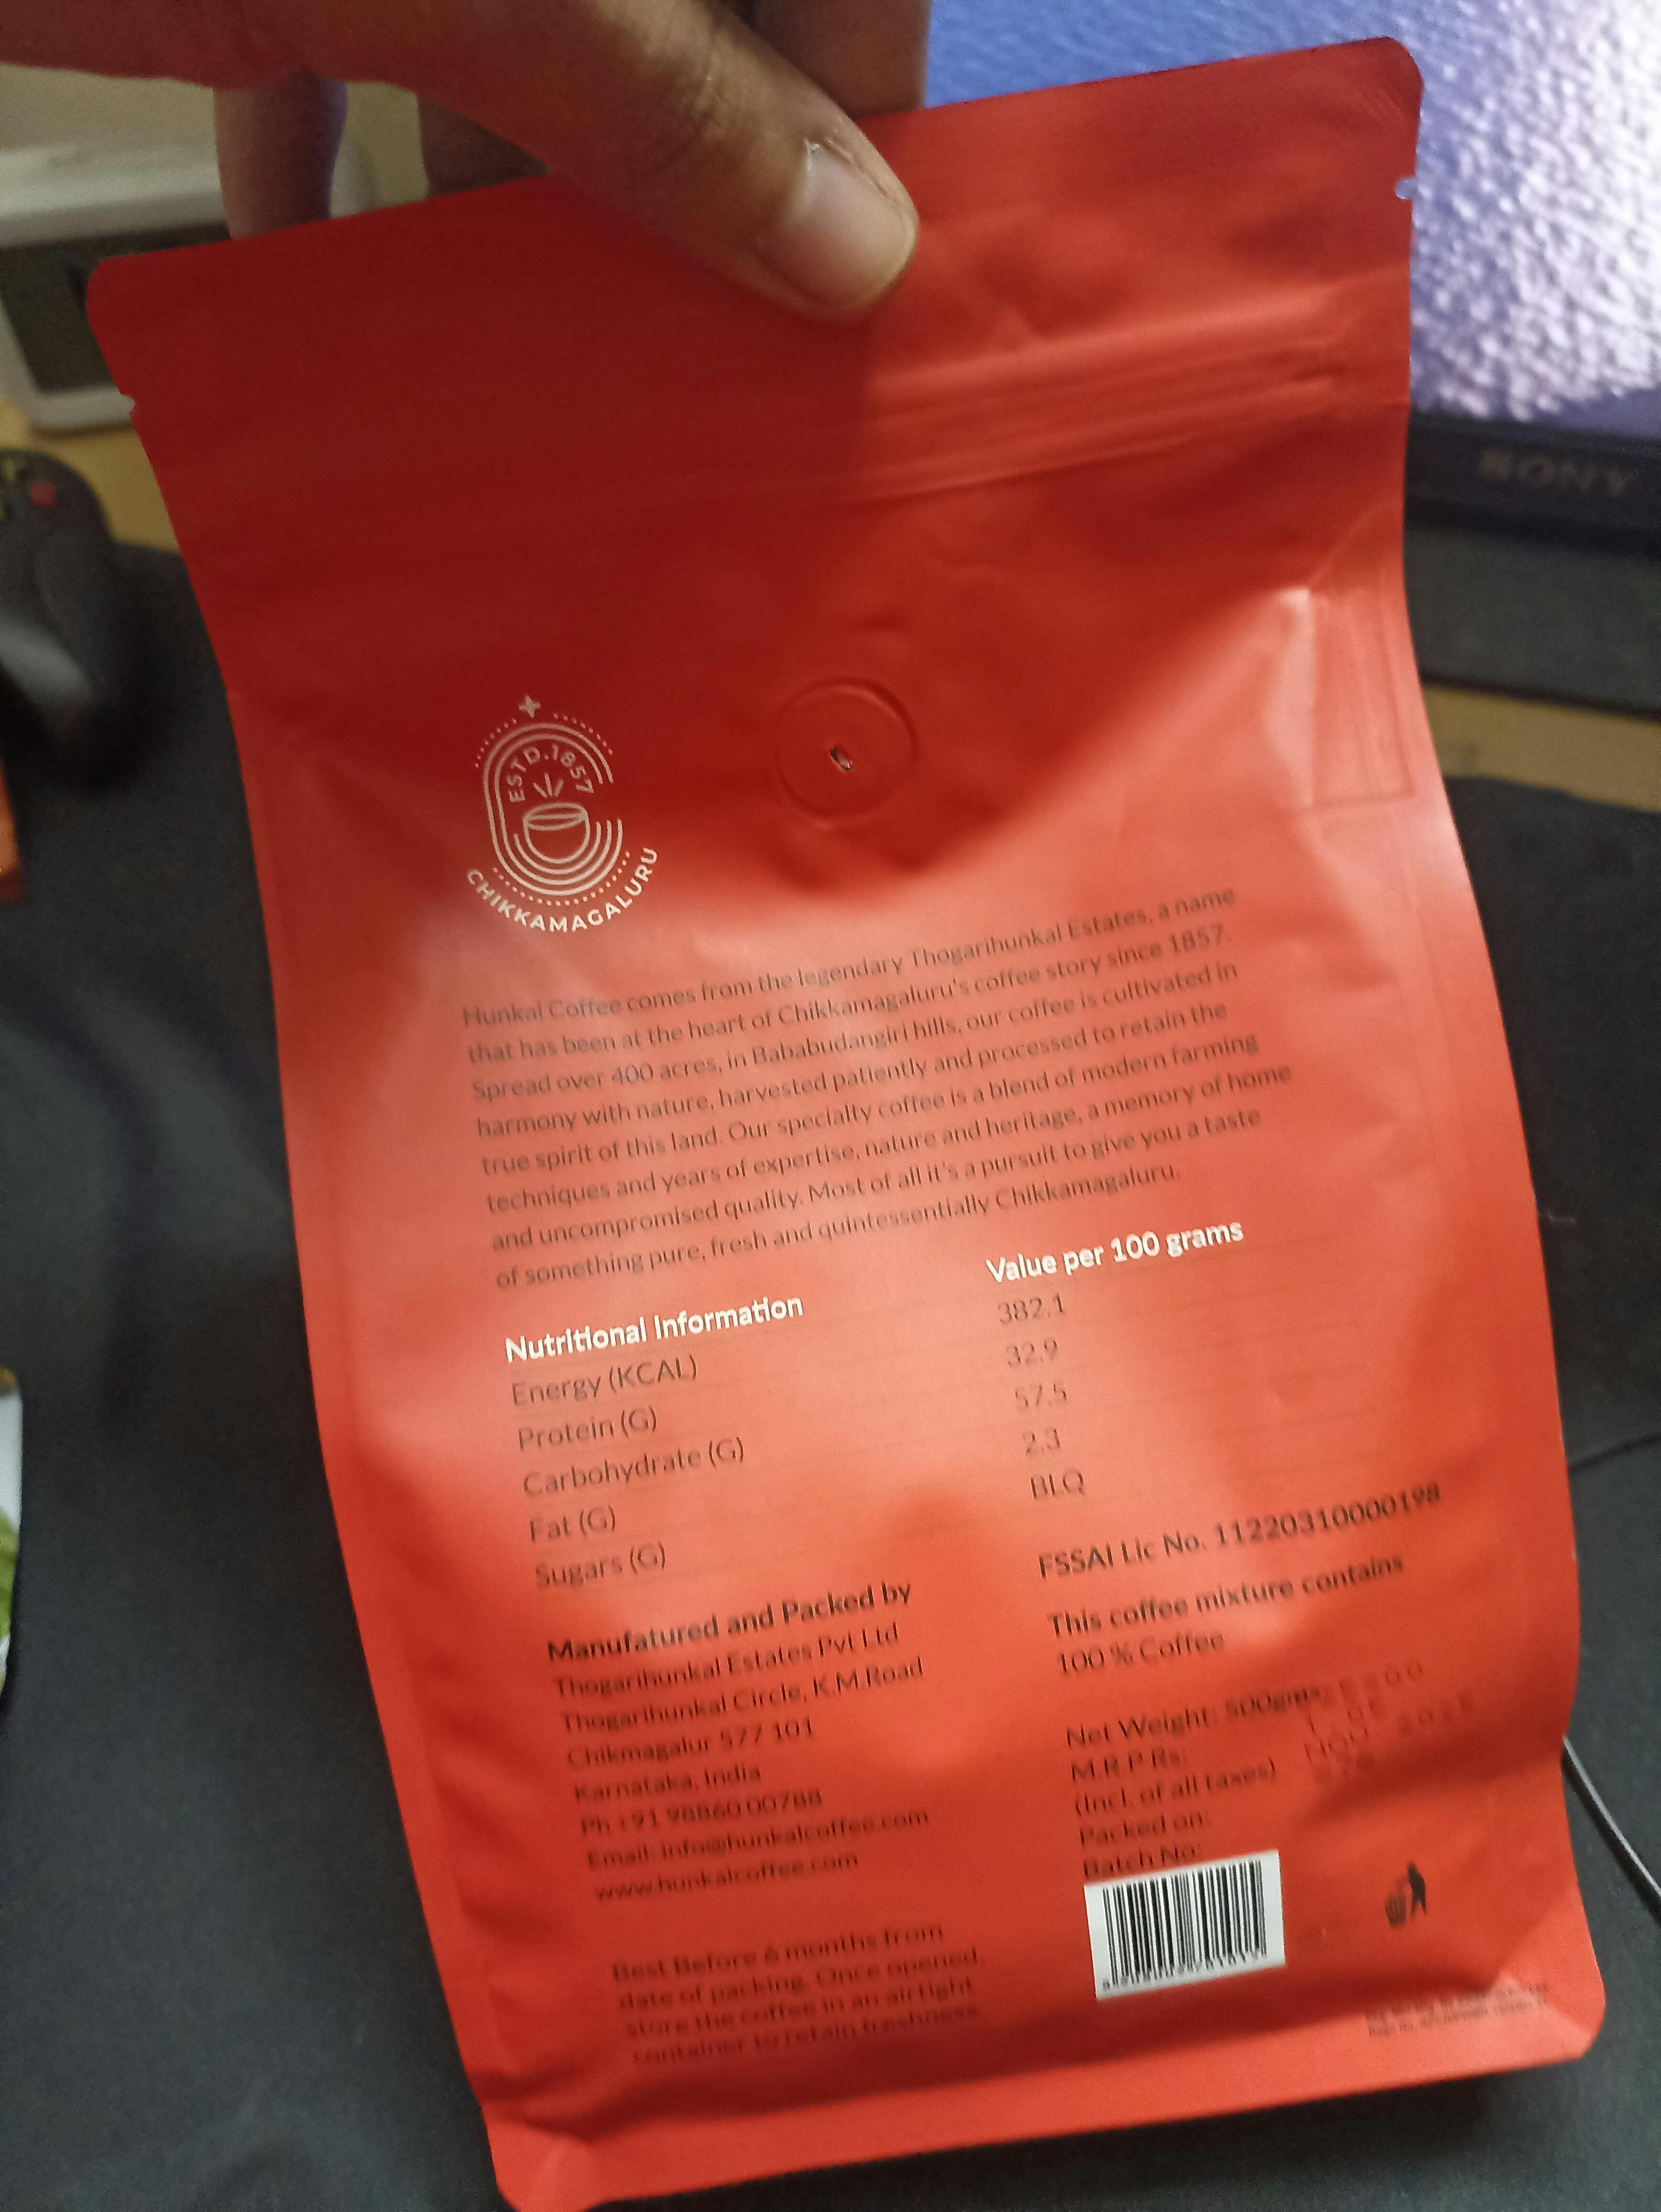 SONY
ESTD.1857
CHIKKAMAGALURU
Hunkal Coffee comes from the legendary Thogarihunkal Estates, a name
that has been at the heart of Chikkamagaluru's coffee story since 1857.
Spread over 400 acres, in Bababudangiri hills, our coffee is cultivated in
harmony with nature, harvested patiently and processed to retain the
true spirit of this land. Our specialty coffee is a blend of modern farming
techniques and years of expertise, nature and heritage, a memory of home
and uncompromised quality. Most of all it's a pursuit to give you a taste
of something pure, fresh and quintessentially Chikkamagaluru.
Nutritional Information Value per 100 grams
Energy (KCAL) 382.1
Protein (G) 32.9
Carbohydrate (G) 57.5
Fat (G) 2.3
Sugars (G) BLQ
Manufatured and Packed by
Thogarihunkal Estates Pvt Ltd
Thogarihunkal Circle, K.M.Road
Chikmagalur 577 101
Karnataka, India
Ph +91 98860 00788
Email: info@hunkalcoffee.com
www.hunkalcoffee.com
Best Before 6 months from
date of packing. Once opened,
store the coffee in an airtight
container to retain freshness
FSSAI Lic No. 11220310000198
This coffee mixture contains
100 % Coffee
Net Weight: 500gms
M.R.P Rs:
(Incl. of all taxes)
Packed on: NOV
Batch No: